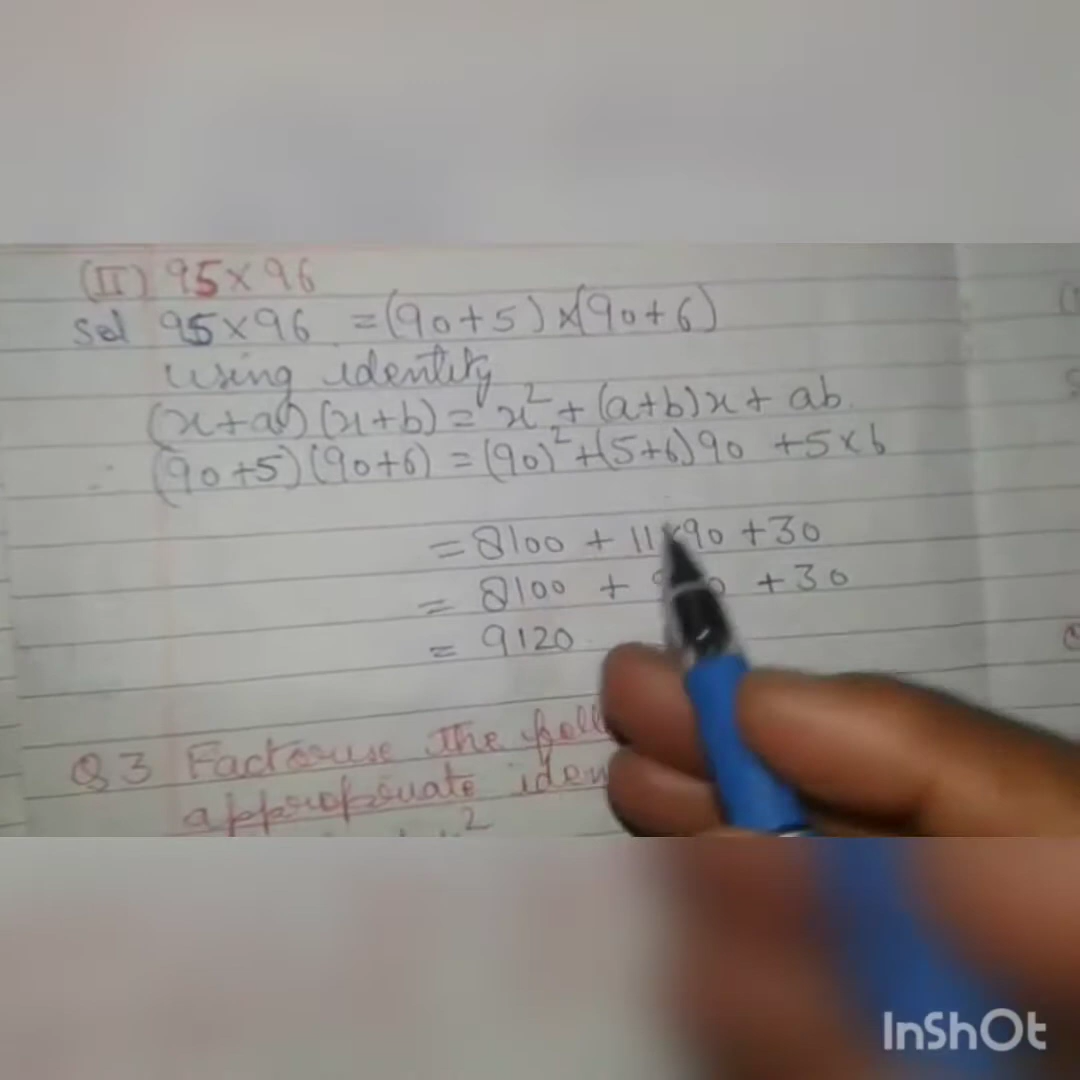 (II) 95×96
Sol 95×96 = (90+5)×(90+6)
using identity
(x+a)(x+b) = x² + (a+b)x + ab.
∴ (90+5)(90+6) = (90)² + (5+6)90 + 5×6
= 8100 + 11×90 + 30
= 8100 + + 30
= 9120
Q3 Factorise the
appropriate
InShOt